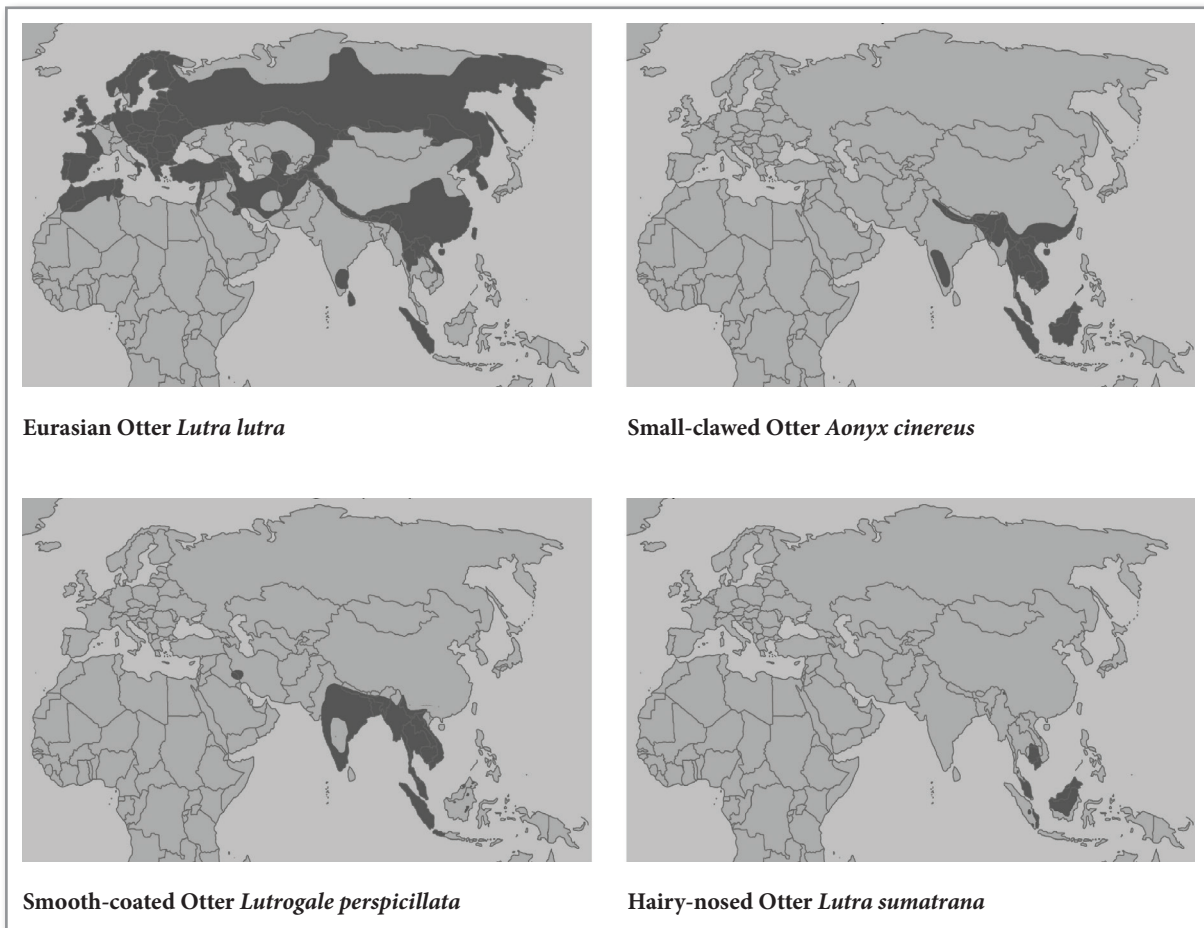 Eurasian Otter Lutra lutra
Small-clawed Otter Aonyx cinereus
Smooth-coated Otter Lutrogale perspicillata
Hairy-nosed Otter Lutra sumatrana